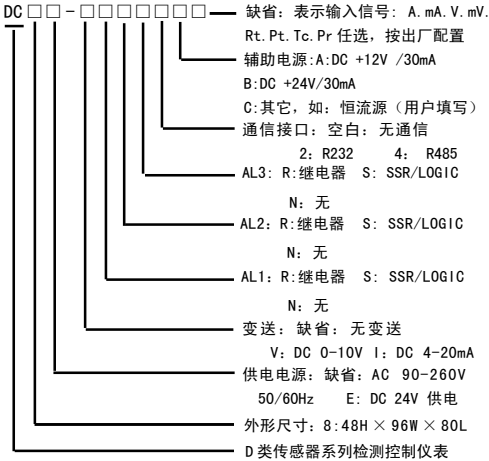 DC□□-□□□□□□□ 缺省: 表示输入信号: A.mA.V.mV.
Rt.Pt.Tc.Pr 任选，按出厂配置
辅助电源:A:DC +12V /30mA
B:DC +24V/30mA
C:其它，如：恒流源（用户填写）
通信接口：空白：无通信
2：R232 4： R485
AL3：R:继电器 S: SSR/LOGIC
N：无
AL2：R:继电器 S: SSR/LOGIC
N：无
AL1：R:继电器 S: SSR/LOGIC
N：无
变送：缺省：无变送
V：DC 0-10V I：DC 4-20mA
供电电源：缺省：AC 90-260V
50/60Hz E: DC 24V 供电
外形尺寸：8:48H×96W×80L
D类传感器系列检测控制仪表